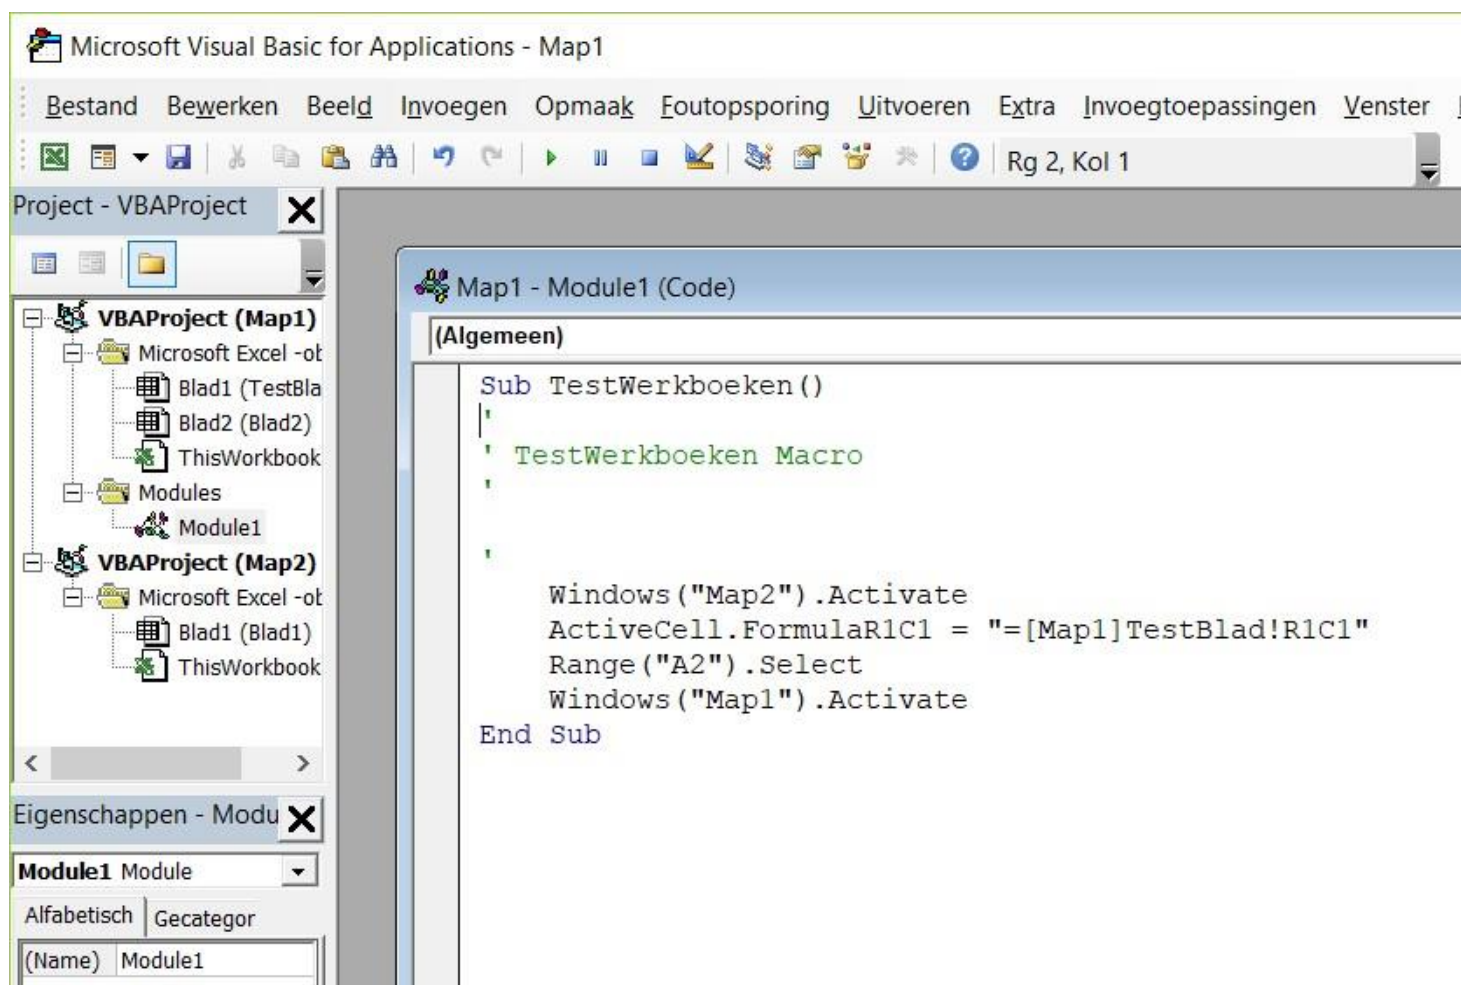 Microsoft Visual Basic for Applications - Map1
Bestand Bewerken Beeld Invoegen Opmaak Foutopsporing Uitvoeren Extra Invoegtoepassingen Venster
Rg 2, Kol 1
Project - VBAProject
VBAProject (Map1)
Microsoft Excel -ob
Blad1 (TestBla
Blad2 (Blad2)
ThisWorkbook
Modules
Module1
VBAProject (Map2)
Microsoft Excel -ob
Blad1 (Blad1)
ThisWorkbook
Eigenschappen - Modu
Module1 Module
Alfabetisch Gecategor
(Name) Module1
Map1 - Module1 (Code)
(Algemeen)
Sub TestWerkboeken()
'
' TestWerkboeken Macro
'
'
Windows("Map2").Activate
ActiveCell.FormulaR1C1 = "=[Map1]TestBlad!R1C1"
Range("A2").Select
Windows("Map1").Activate
End Sub